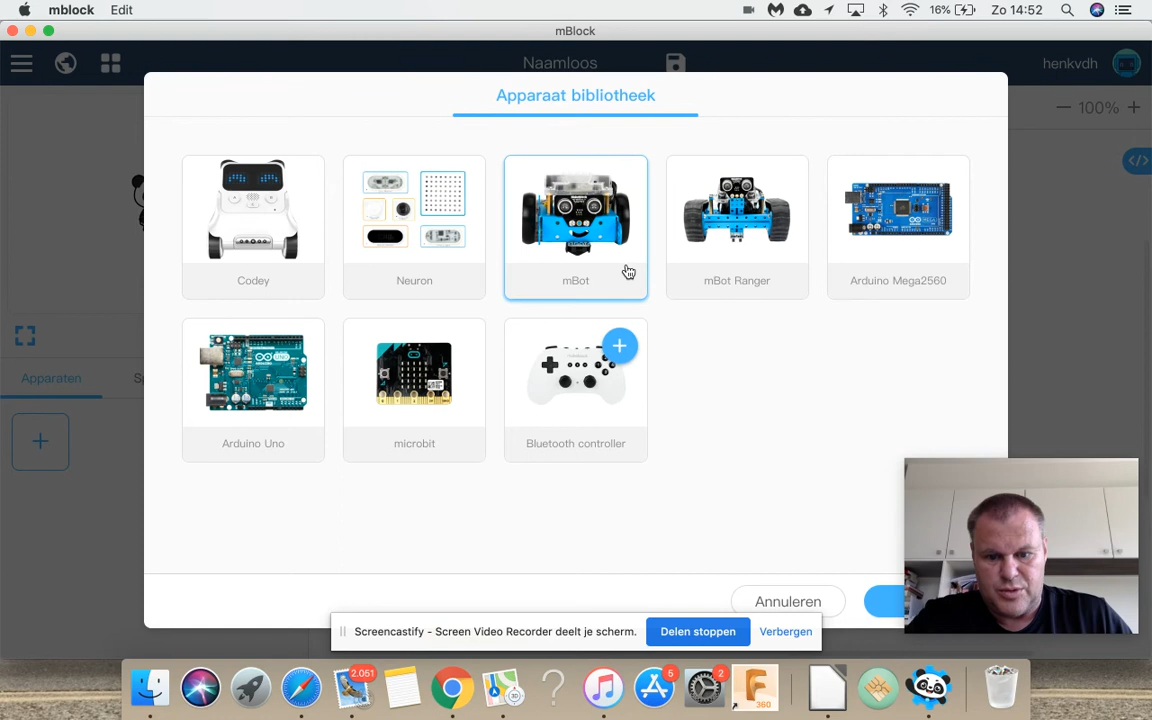 mblock Edit 16% Zo 14:52
mBlock
Naamloos henkvdh
Apparaat bibliotheek
100%
Codey
Neuron
mBot
mBot Ranger
Arduino Mega2560
Apparaten Sp
Arduino Uno
microbit
Bluetooth controller
Annuleren
Screencastify - Screen Video Recorder deelt je scherm. Delen stoppen Verbergen
2.051
5
2
360